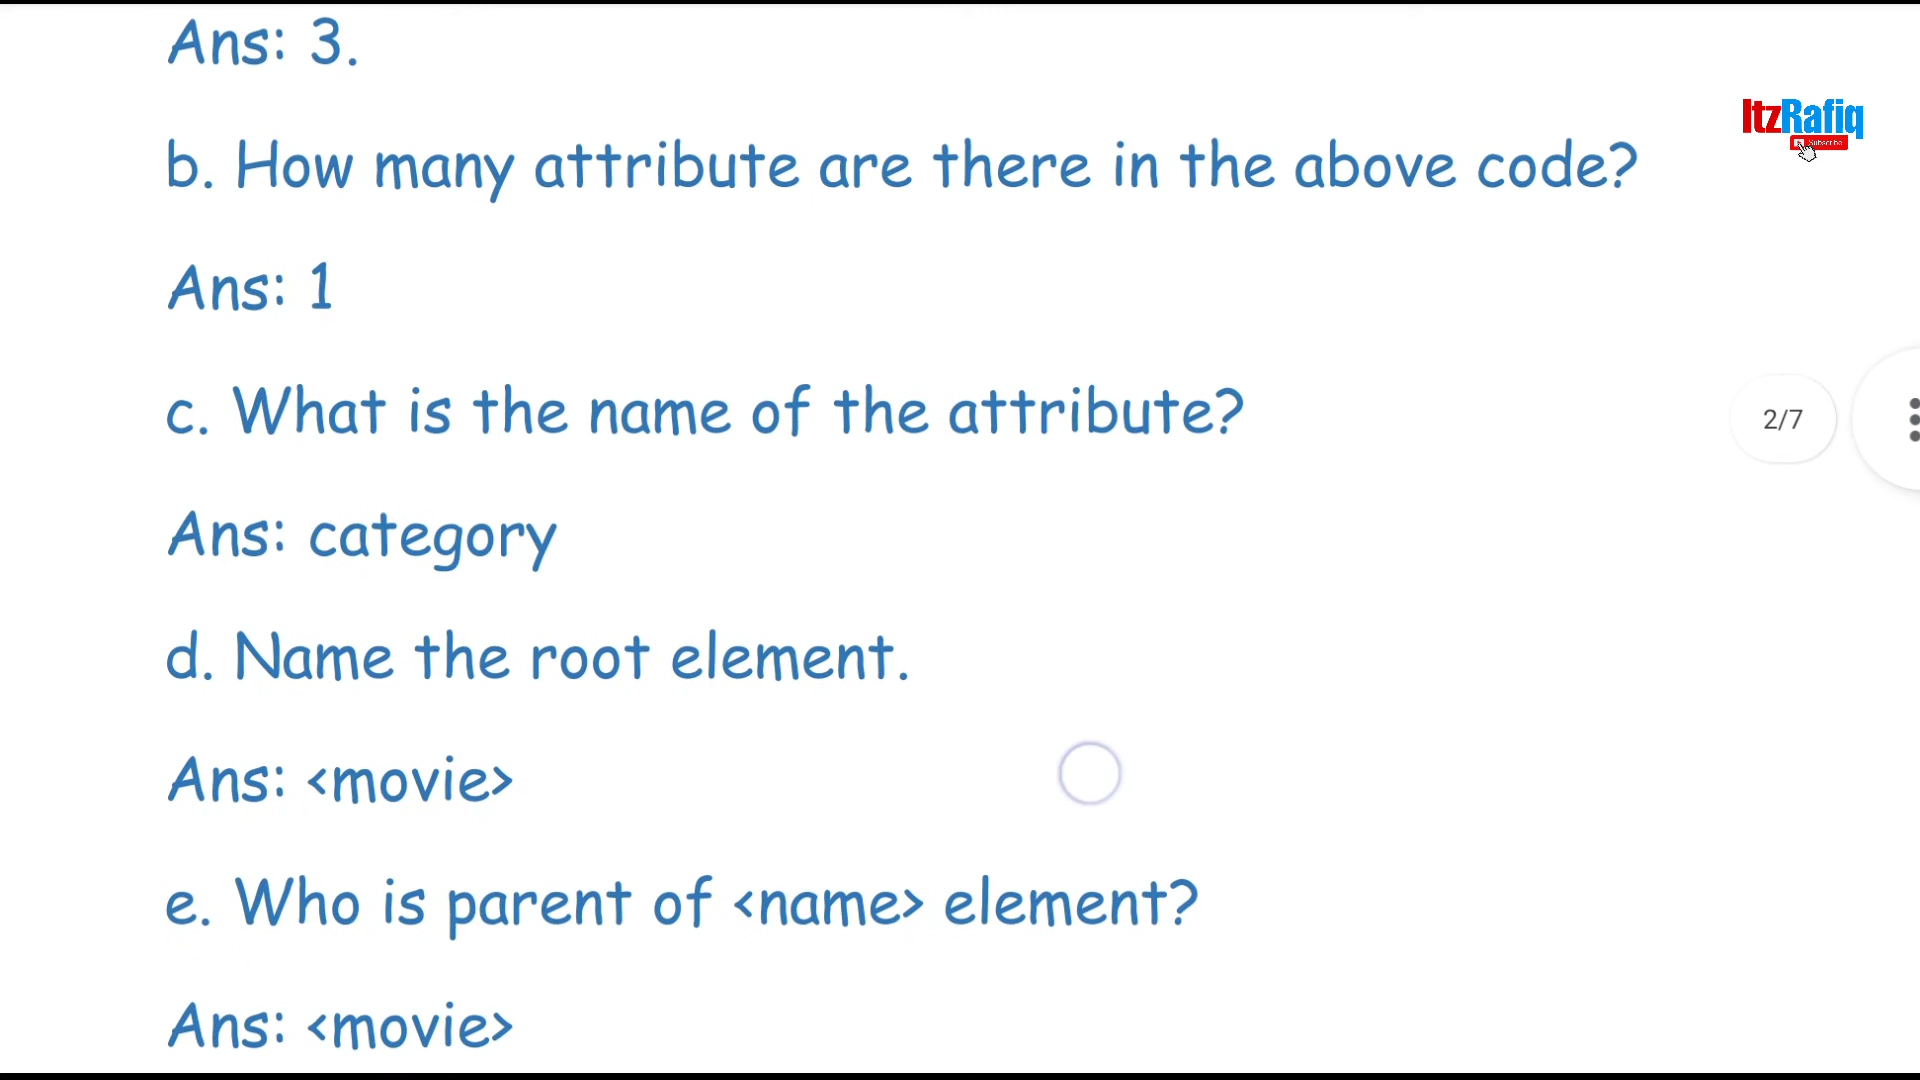 Ans: 3.
ItzRafiq
Subscribe
b. How many attribute are there in the above code?
Ans: 1
c. What is the name of the attribute?
2/7
Ans: category
d. Name the root element.
Ans: <movie>
e. Who is parent of <name> element?
Ans: <movie>